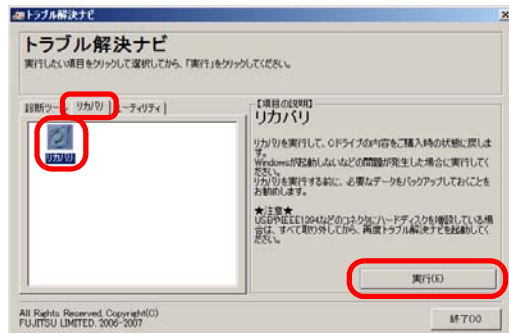 トラブル解決ナビ
トラブル解決ナビ
実行したい項目をクリックして選択してから、「実行」をクリックしてください。
診断ツール
リカバリ
ユーティリティ
リカバリ
【項目の説明】
リカバリ
リカバリを実行して、Cドライブの内容をご購入時の状態に戻しま
す。
Windowsが起動しないなどの問題が発生した場合に実行してく
ださい。
リカバリを実行する前に、必要なデータをバックアップしておくことを
お勧めします。
★注意★
USBやIEEE1394などのコネクタにハードディスクを増設している場
合は、すべて取り外してから、再度トラブル解決ナビを起動してく
ださい。
実行(E)
All Rights Reserved, Copyright(C)
FUJITSU LIMITED. 2006-2007
終了(X)